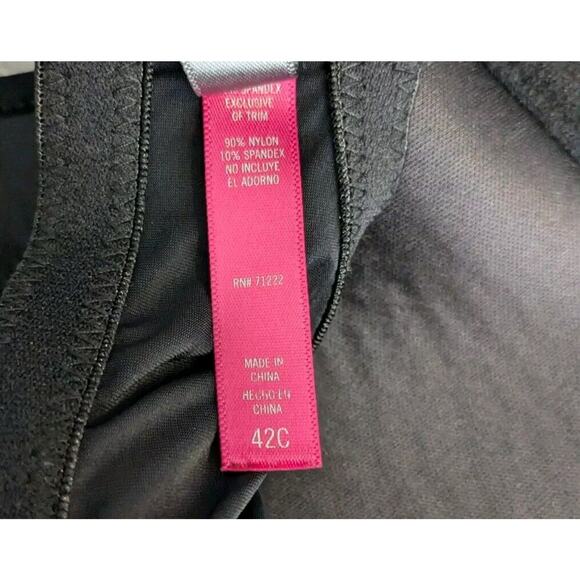 SPANDEX
EXCLUSIVE
OF TRIM
90% NYLON
10% SPANDEX
NO INCLUYE
EL ADORNO
RN# 71222
MADE IN
CHINA
HECHO EN
CHINA
42C